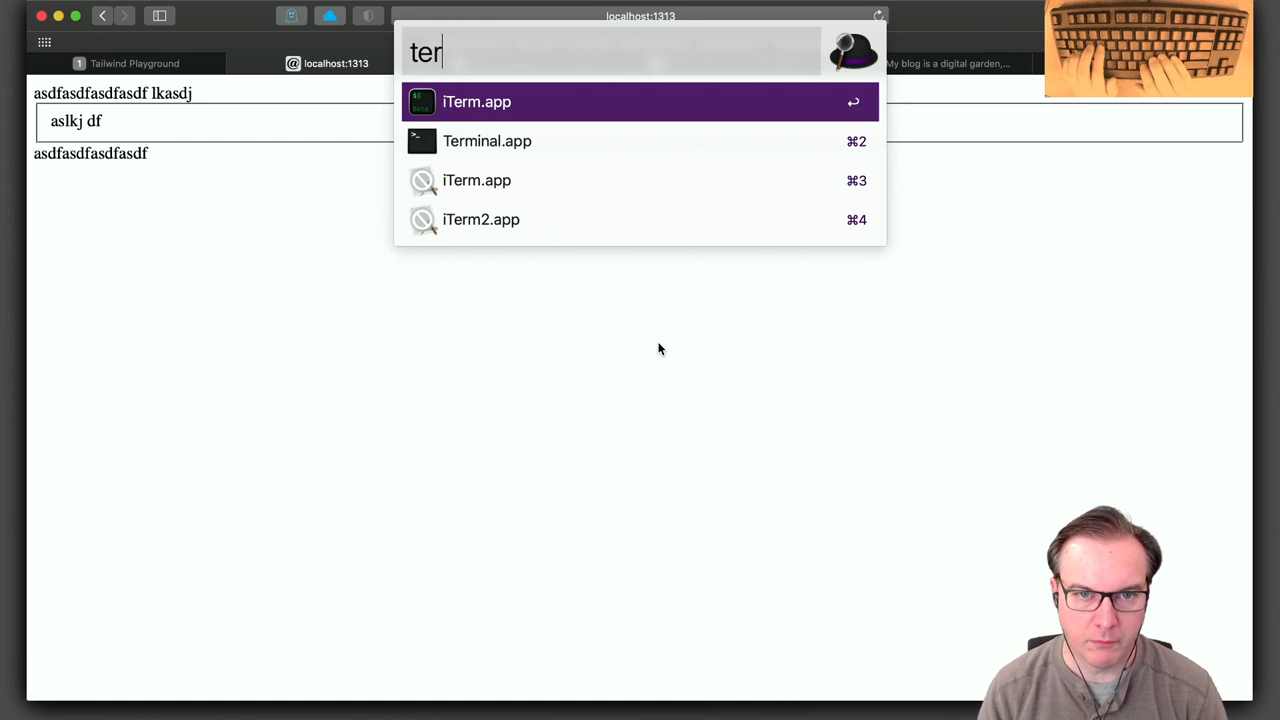 localhost:1313
1 Tailwind Playground
@ localhost:1313
My blog is a digital garden,...
ter
iTerm.app
Terminal.app ⌘2
iTerm.app ⌘3
iTerm2.app ⌘4
asdfasdfasdfasdf lkasdj
aslkj df
asdfasdfasdfasdf